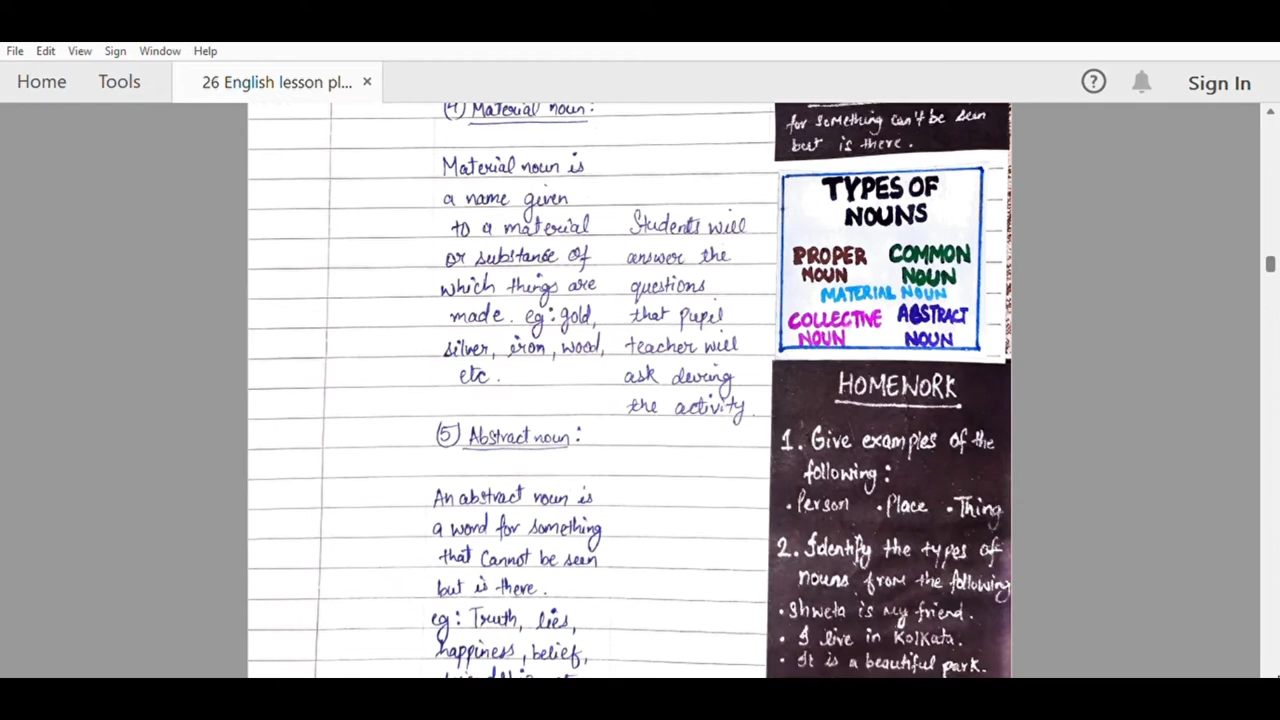 File Edit View Sign Window Help
Home Tools 26 English lesson pl... × ? Sign In
(4) Material noun:
Material noun is
a name given
to a material
or substance of
which things are
made. eg: gold,
silver, iron, wood,
etc.
(5) Abstract noun:
An abstract noun is
a word for something
that cannot be seen
but is there.
eg: Truth, lies,
happiness, belief,
Students will
answer the
questions
that pupil
teacher will
ask during
the activity.
for something can't be seen
but is there.
TYPES OF
NOUNS
PROPER NOUN
COMMON NOUN
MATERIAL NOUN
COLLECTIVE NOUN
ABSTRACT NOUN
HOMEWORK
1. Give examples of the
following:
• Person • Place • Thing
2. Identify the types of
nouns from the following
• Shweta is my friend.
• I live in Kolkata.
• It is a beautiful park.